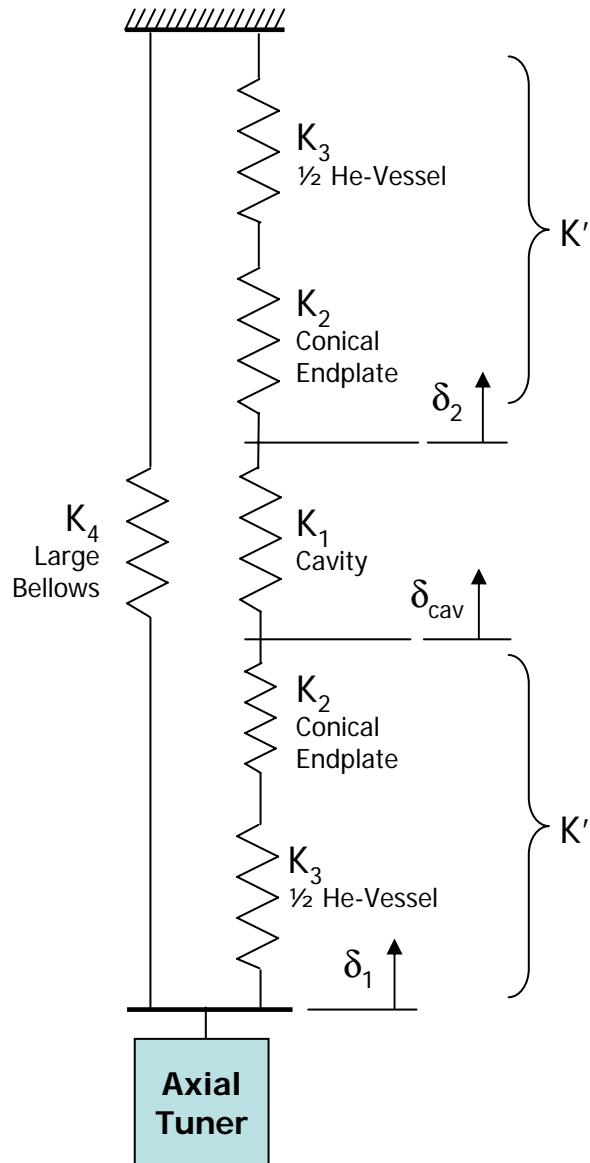 K₃
½ He-Vessel
K′
K₂
Conical
Endplate
δ₂
K₄
Large
Bellows
K₁
Cavity
δcav
K₂
Conical
Endplate
K′
K₃
½ He-Vessel
δ₁
Axial
Tuner